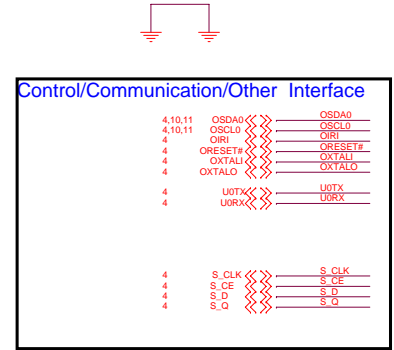 Control/Communication/Other Interface
4,10,11 OSDA0 OSDA0
4,10,11 OSCL0 OSCL0
4 OIRI OIRI
4 ORESET# ORESET#
4 OXTALI OXTALI
4 OXTALO OXTALO
4 U0TX U0TX
4 U0RX U0RX
4 S_CLK S_CLK
4 S_CE S_CE
4 S_D S_D
4 S_Q S_Q